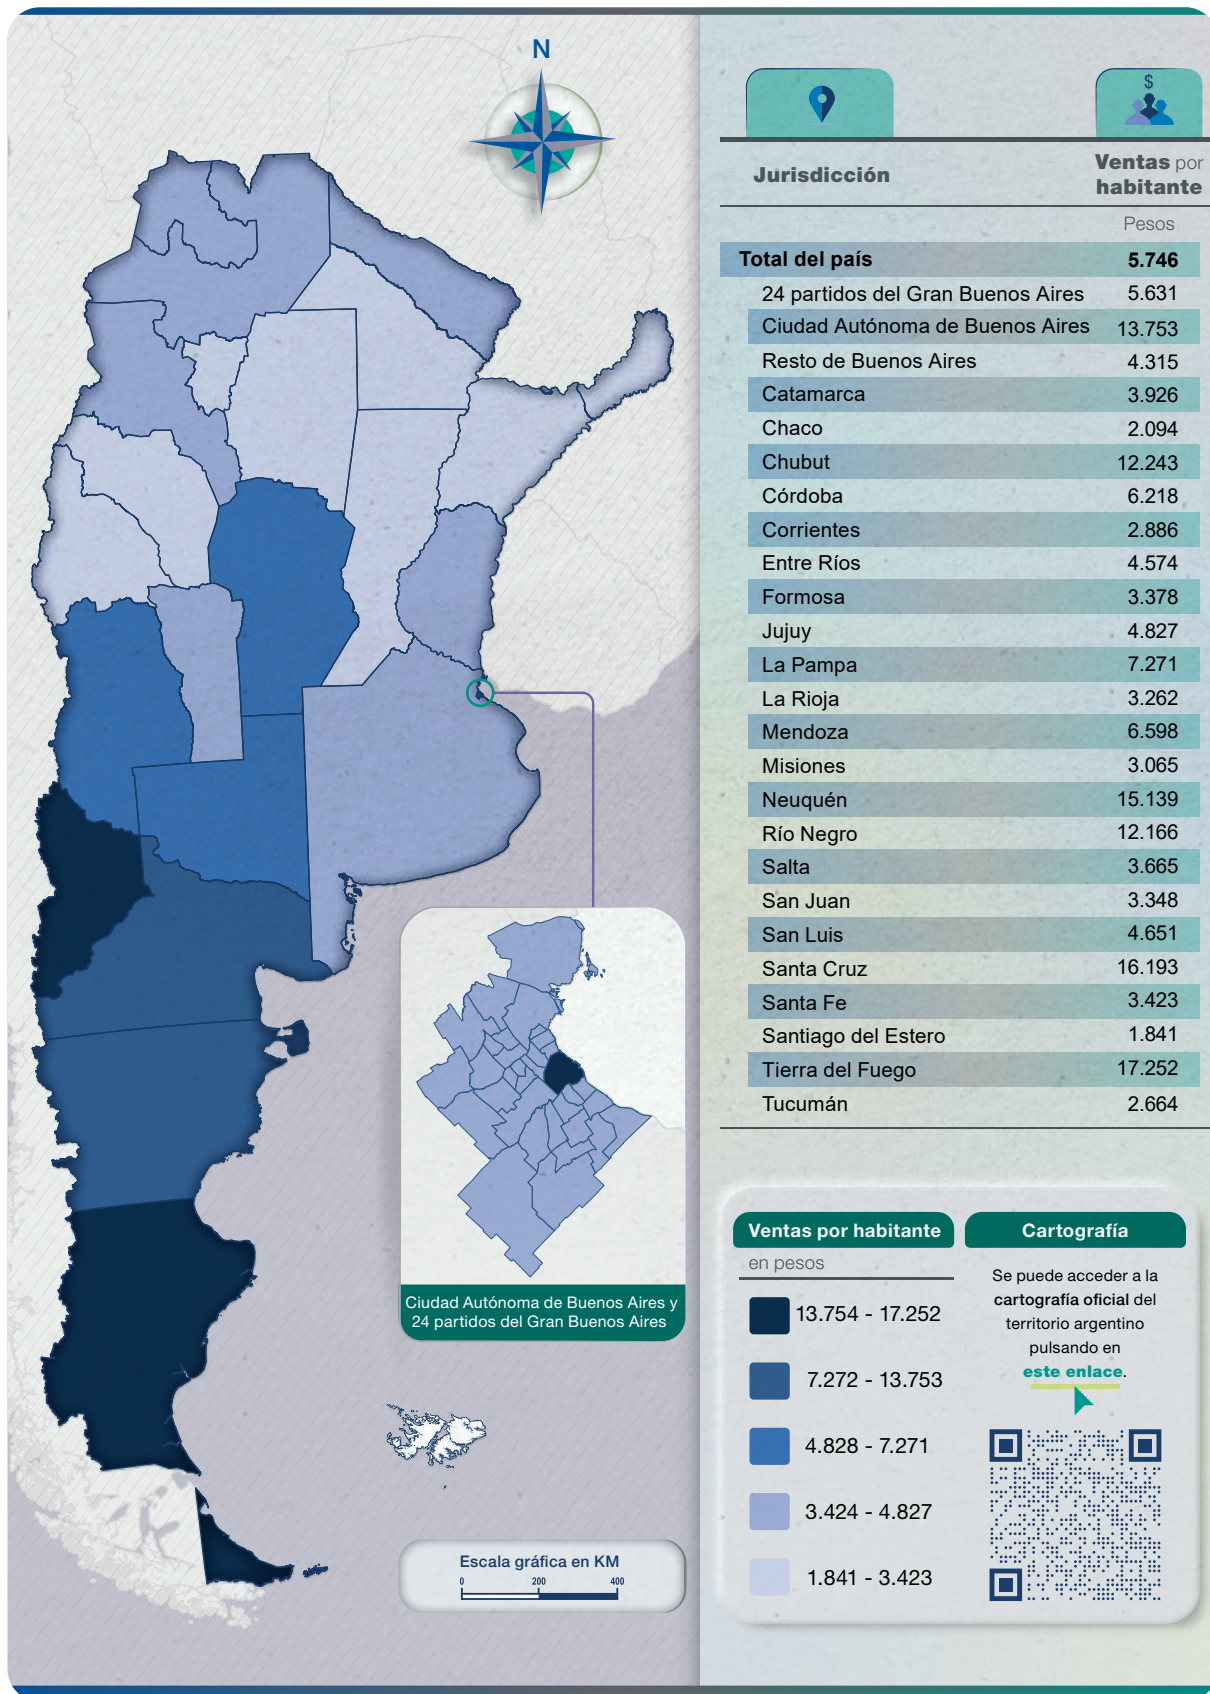 N
$
Jurisdicción
Ventas por
habitante
Pesos
Total del país 5.746
24 partidos del Gran Buenos Aires 5.631
Ciudad Autónoma de Buenos Aires 13.753
Resto de Buenos Aires 4.315
Catamarca 3.926
Chaco 2.094
Chubut 12.243
Córdoba 6.218
Corrientes 2.886
Entre Ríos 4.574
Formosa 3.378
Jujuy 4.827
La Pampa 7.271
La Rioja 3.262
Mendoza 6.598
Misiones 3.065
Neuquén 15.139
Río Negro 12.166
Salta 3.665
San Juan 3.348
San Luis 4.651
Santa Cruz 16.193
Santa Fe 3.423
Santiago del Estero 1.841
Tierra del Fuego 17.252
Tucumán 2.664
Ciudad Autónoma de Buenos Aires y
24 partidos del Gran Buenos Aires
Escala gráfica en KM
0 200 400
Ventas por habitante
en pesos
13.754 - 17.252
7.272 - 13.753
4.828 - 7.271
3.424 - 4.827
1.841 - 3.423
Cartografía
Se puede acceder a la
cartografía oficial del
territorio argentino
pulsando en
este enlace.